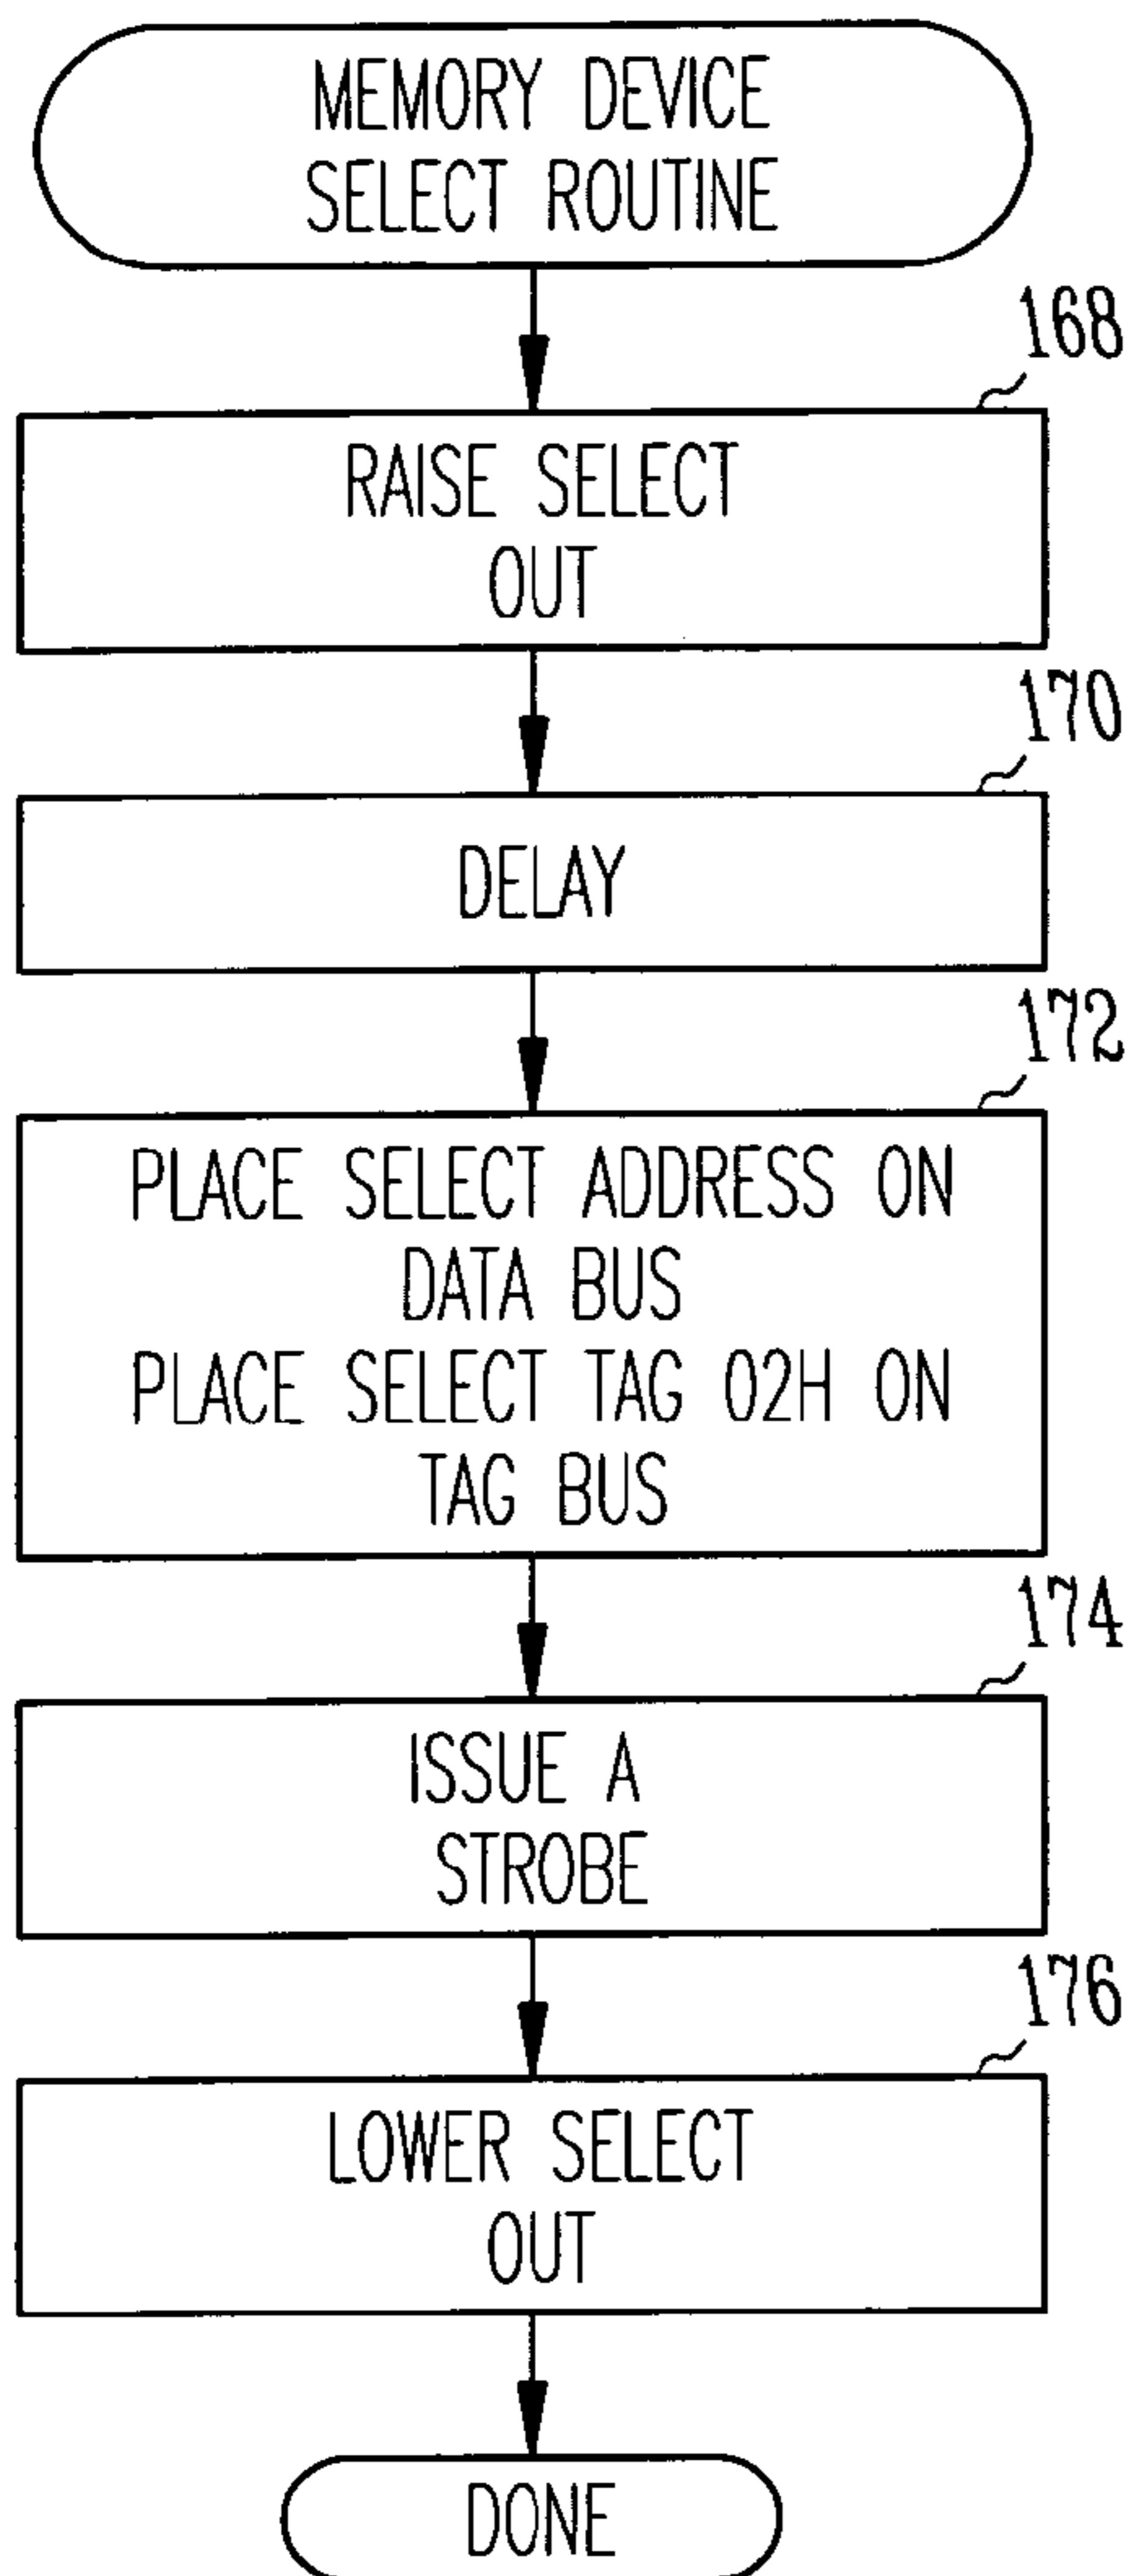 MEMORY DEVICE
SELECT ROUTINE
168
RAISE SELECT
OUT
170
DELAY
172
PLACE SELECT ADDRESS ON
DATA BUS
PLACE SELECT TAG 02H ON
TAG BUS
174
ISSUE A
STROBE
176
LOWER SELECT
OUT
DONE